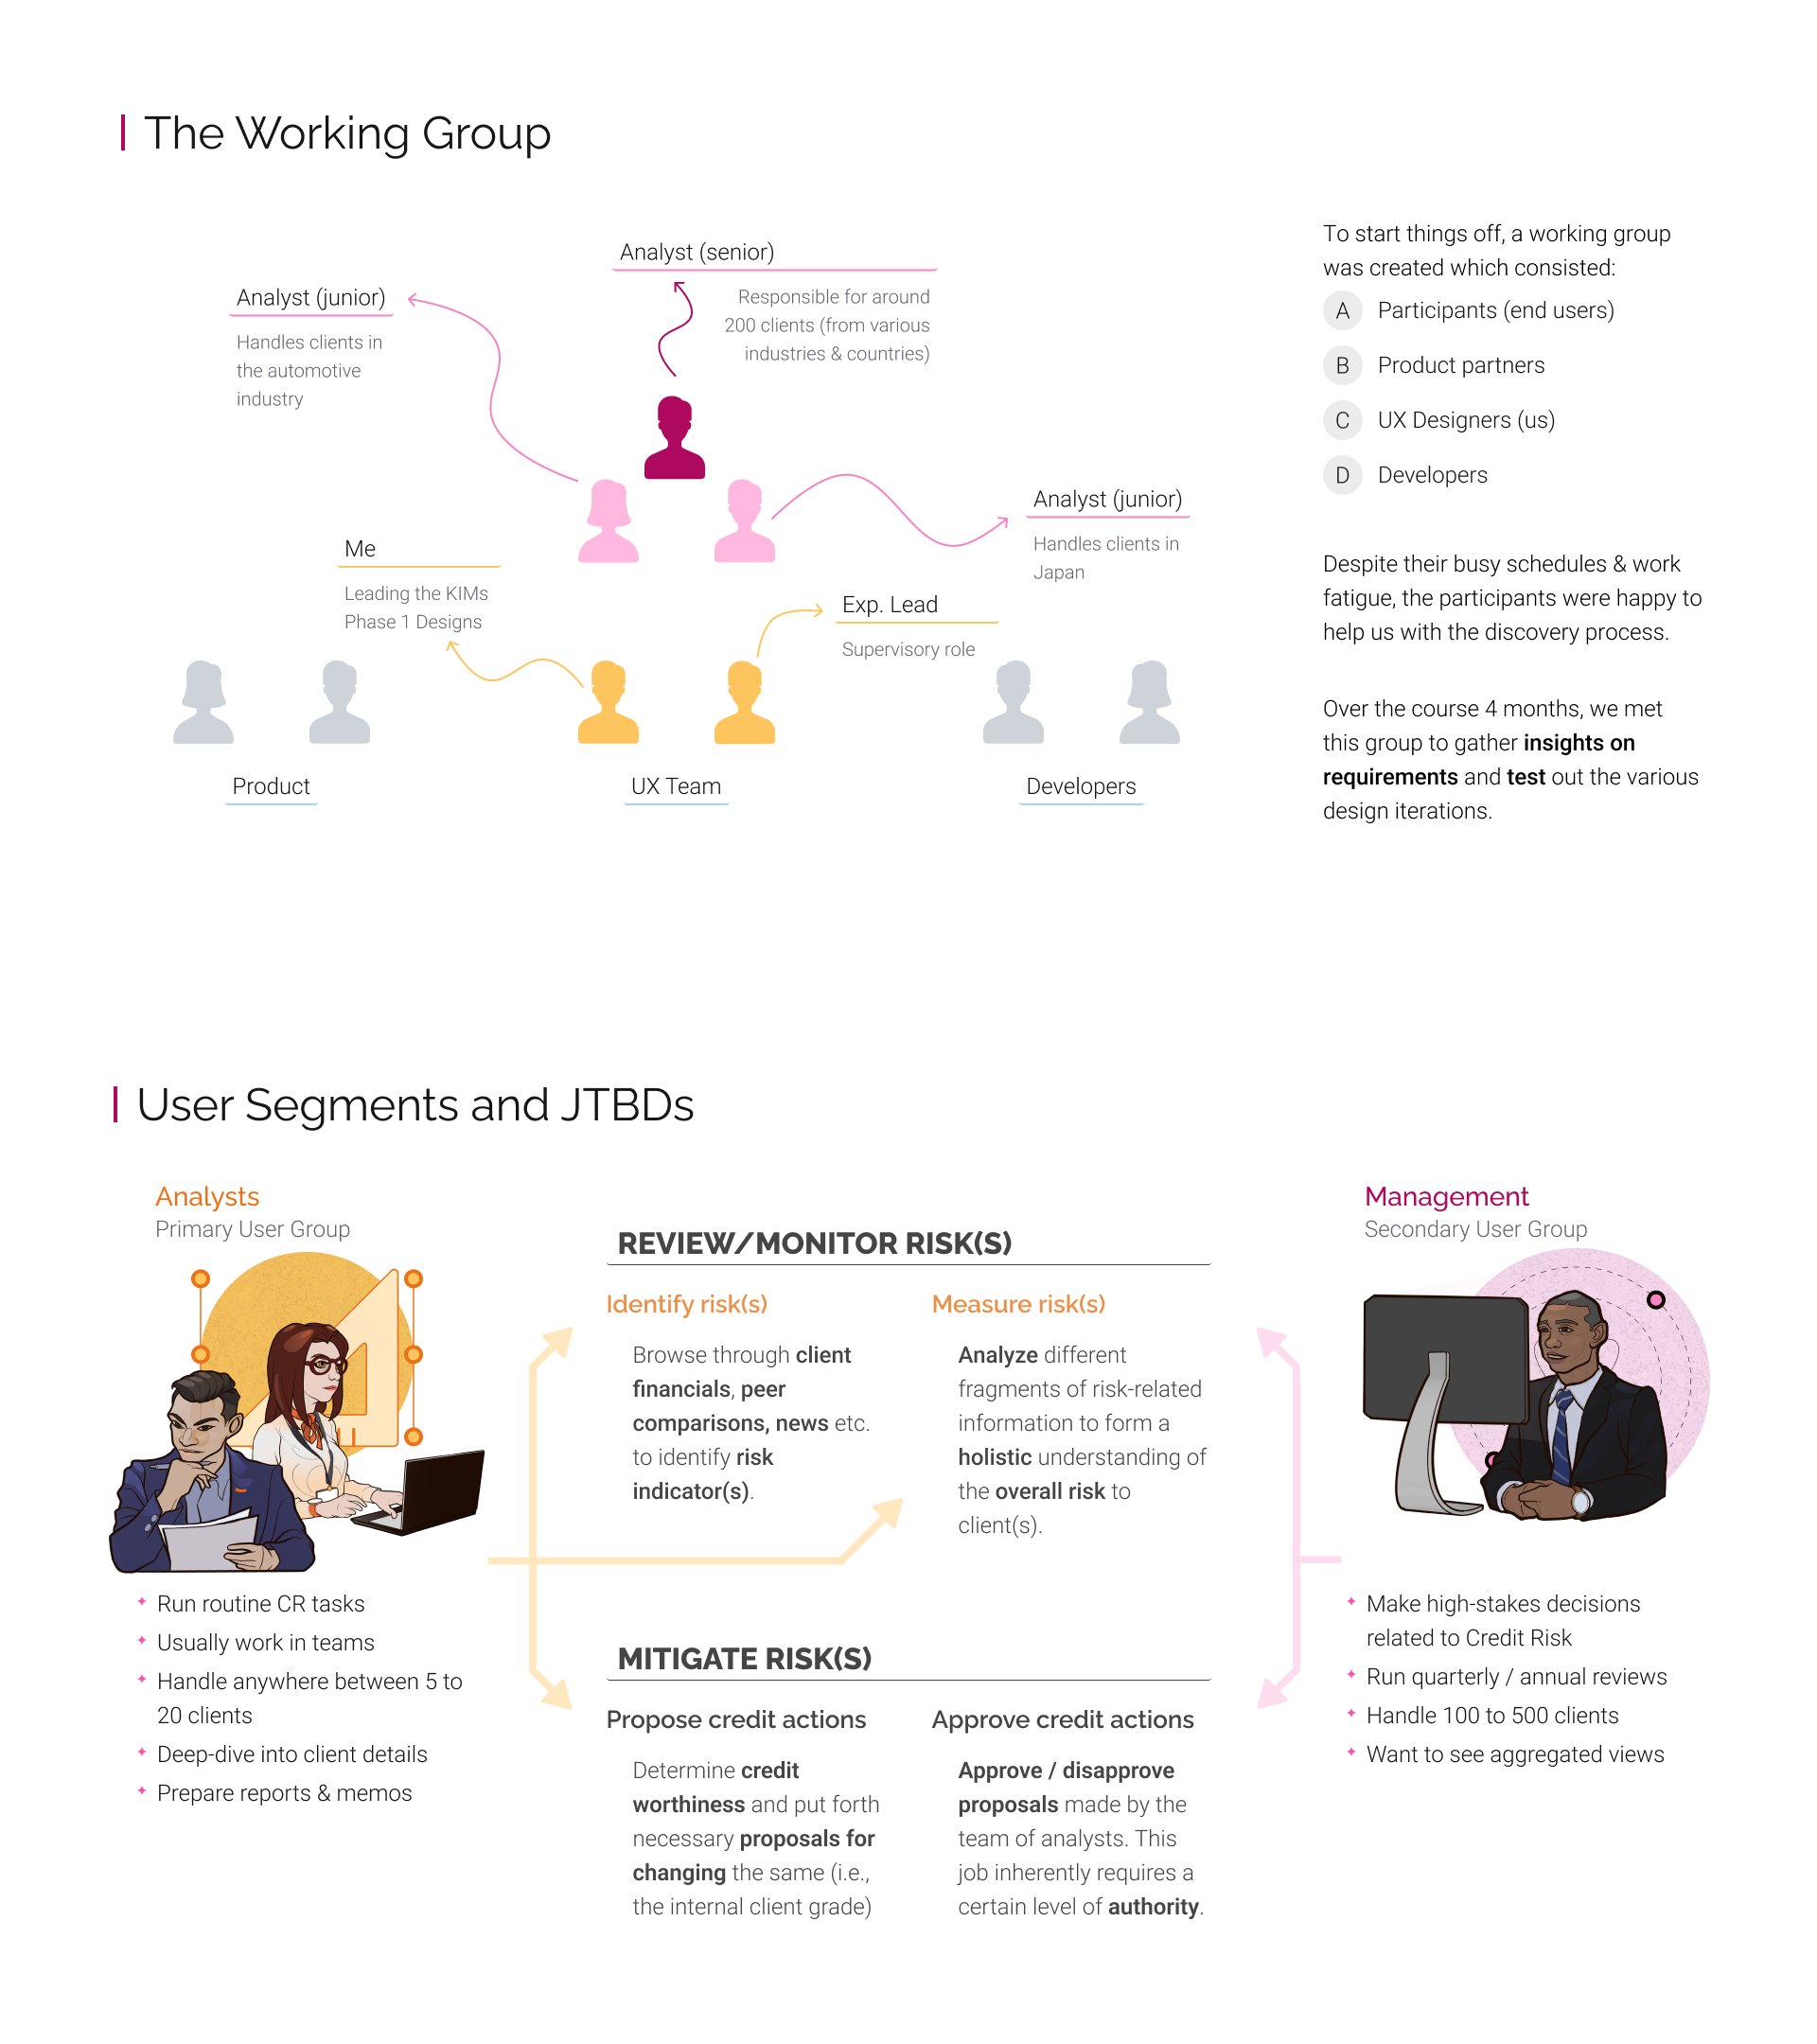 The Working Group
Analyst (senior)
Responsible for around
200 clients (from various
industries & countries)
Analyst (junior)
Handles clients in
the automotive
industry
Analyst (junior)
Handles clients in
Japan
Me
Leading the KIMs
Phase 1 Designs
Exp. Lead
Supervisory role
Product
UX Team
Developers
To start things off, a working group
was created which consisted:
A Participants (end users)
B Product partners
C UX Designers (us)
D Developers
Despite their busy schedules & work
fatigue, the participants were happy to
help us with the discovery process.
Over the course 4 months, we met
this group to gather insights on
requirements and test out the various
design iterations.
User Segments and JTBDs
Analysts
Primary User Group
Run routine CR tasks
Usually work in teams
Handle anywhere between 5 to
20 clients
Deep-dive into client details
Prepare reports & memos
REVIEW/MONITOR RISK(S)
Identify risk(s)
Browse through client
financials, peer
comparisons, news etc.
to identify risk
indicator(s).
Measure risk(s)
Analyze different
fragments of risk-related
information to form a
holistic understanding of
the overall risk to
client(s).
MITIGATE RISK(S)
Propose credit actions
Determine credit
worthiness and put forth
necessary proposals for
changing the same (i.e.,
the internal client grade)
Approve credit actions
Approve / disapprove
proposals made by the
team of analysts. This
job inherently requires a
certain level of authority.
Management
Secondary User Group
Make high-stakes decisions
related to Credit Risk
Run quarterly / annual reviews
Handle 100 to 500 clients
Want to see aggregated views